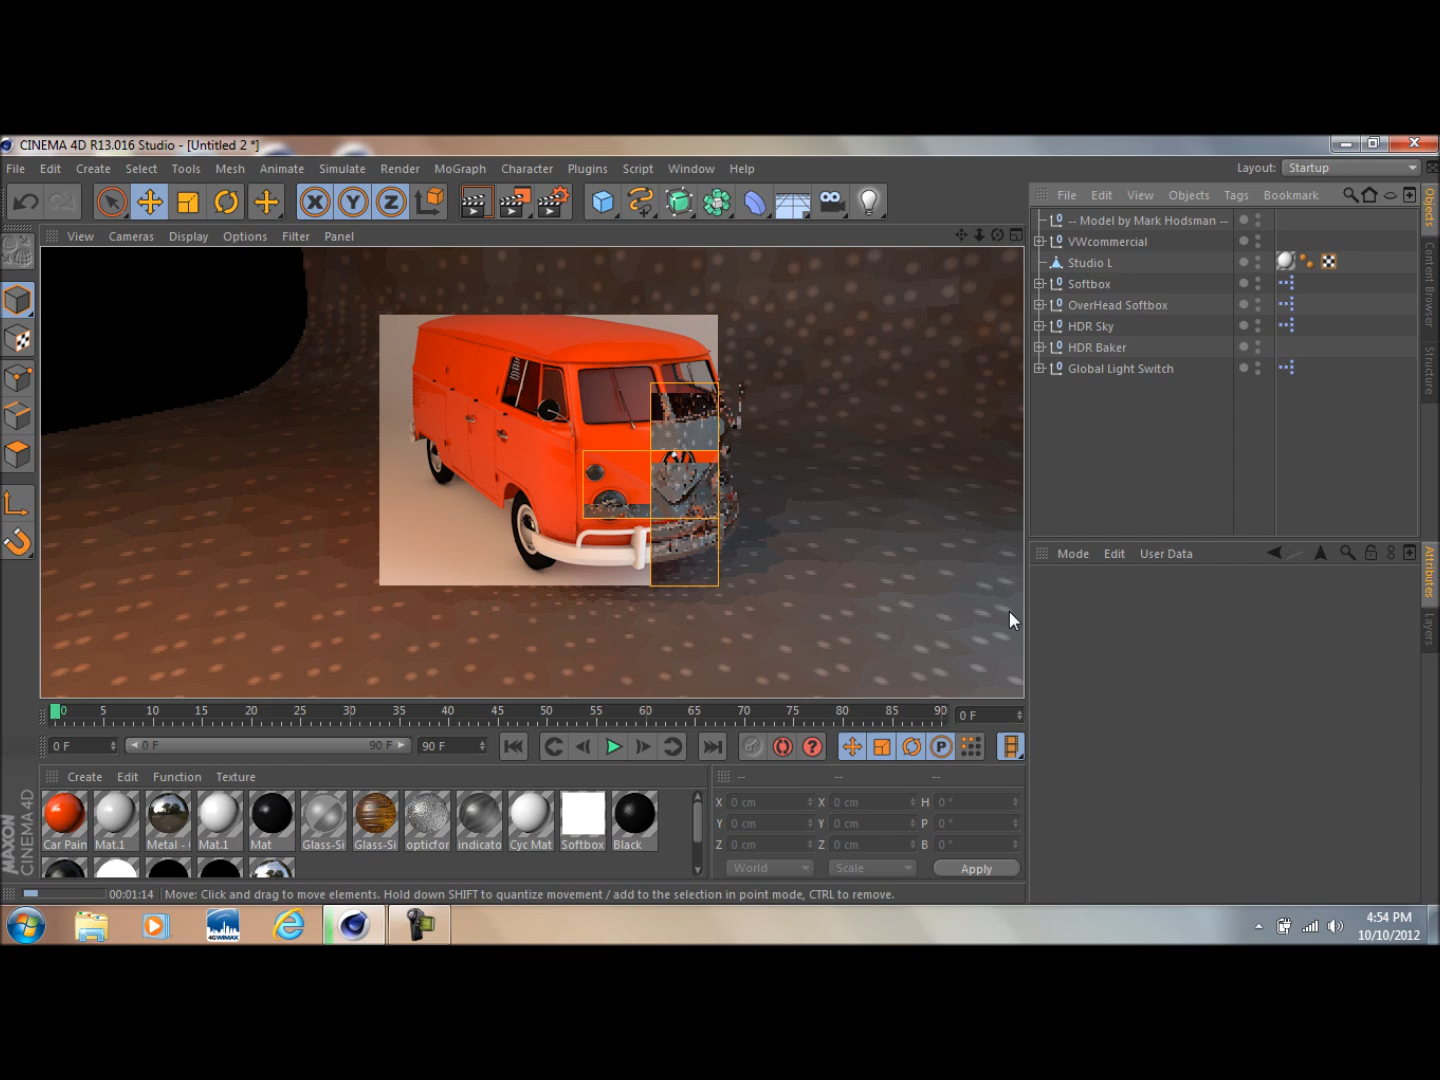 CINEMA 4D R13.016 Studio - [Untitled 2 *]
File Edit Create Select Tools Mesh Animate Simulate Render MoGraph Character Plugins Script Window Help Layout: Startup
X Y Z
File Edit View Objects Tags Bookmark
View Cameras Display Options Filter Panel
-- Model by Mark Hodsman --
VWcommercial
Studio L
Softbox
OverHead Softbox
HDR Sky
HDR Baker
Global Light Switch
Objects
Content Browser
Structure
Mode Edit User Data
Attributes
Layers
0 5 10 15 20 25 30 35 40 45 50 55 60 65 70 75 80 85 90 0 F
0 F 0 F 90 F 90 F
Create Edit Function Texture
-- -- --
Car Pain Mat.1 Metal - Mat.1 Mat Glass-Si Glass-Si opticfor indicato Cyc Mat Softbox Black
X 0 cm X 0 cm H 0 °
Y 0 cm Y 0 cm P 0 °
Z 0 cm Z 0 cm B 0 °
World Scale Apply
MAXON
CINEMA 4D
00:01:14 Move: Click and drag to move elements. Hold down SHIFT to quantize movement / add to the selection in point mode, CTRL to remove.
4GWIMAX
4:54 PM
10/10/2012